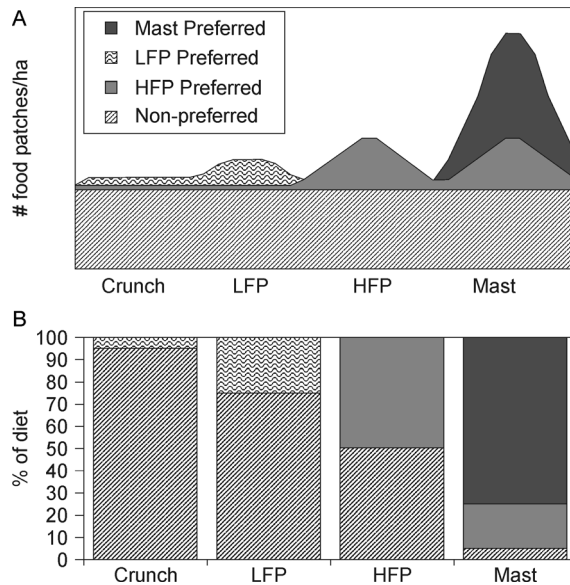 A
Mast Preferred
LFP Preferred
HFP Preferred
Non-preferred
# food patches/ha
Crunch LFP HFP Mast
B
100
90
80
70
60
50
40
30
20
10
0
% of diet
Crunch LFP HFP Mast